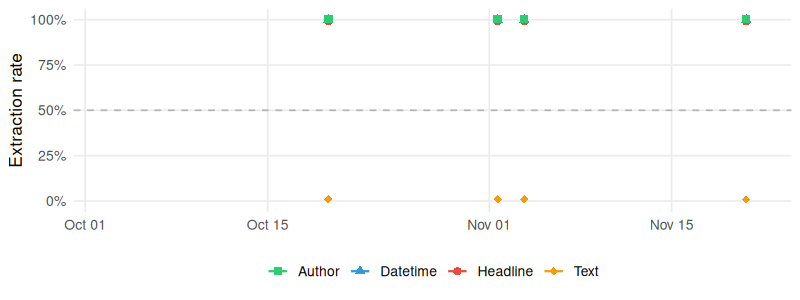 Extraction rate
100%
75%
50%
25%
0%
Oct 01 Oct 15 Nov 01 Nov 15
Author Datetime Headline Text